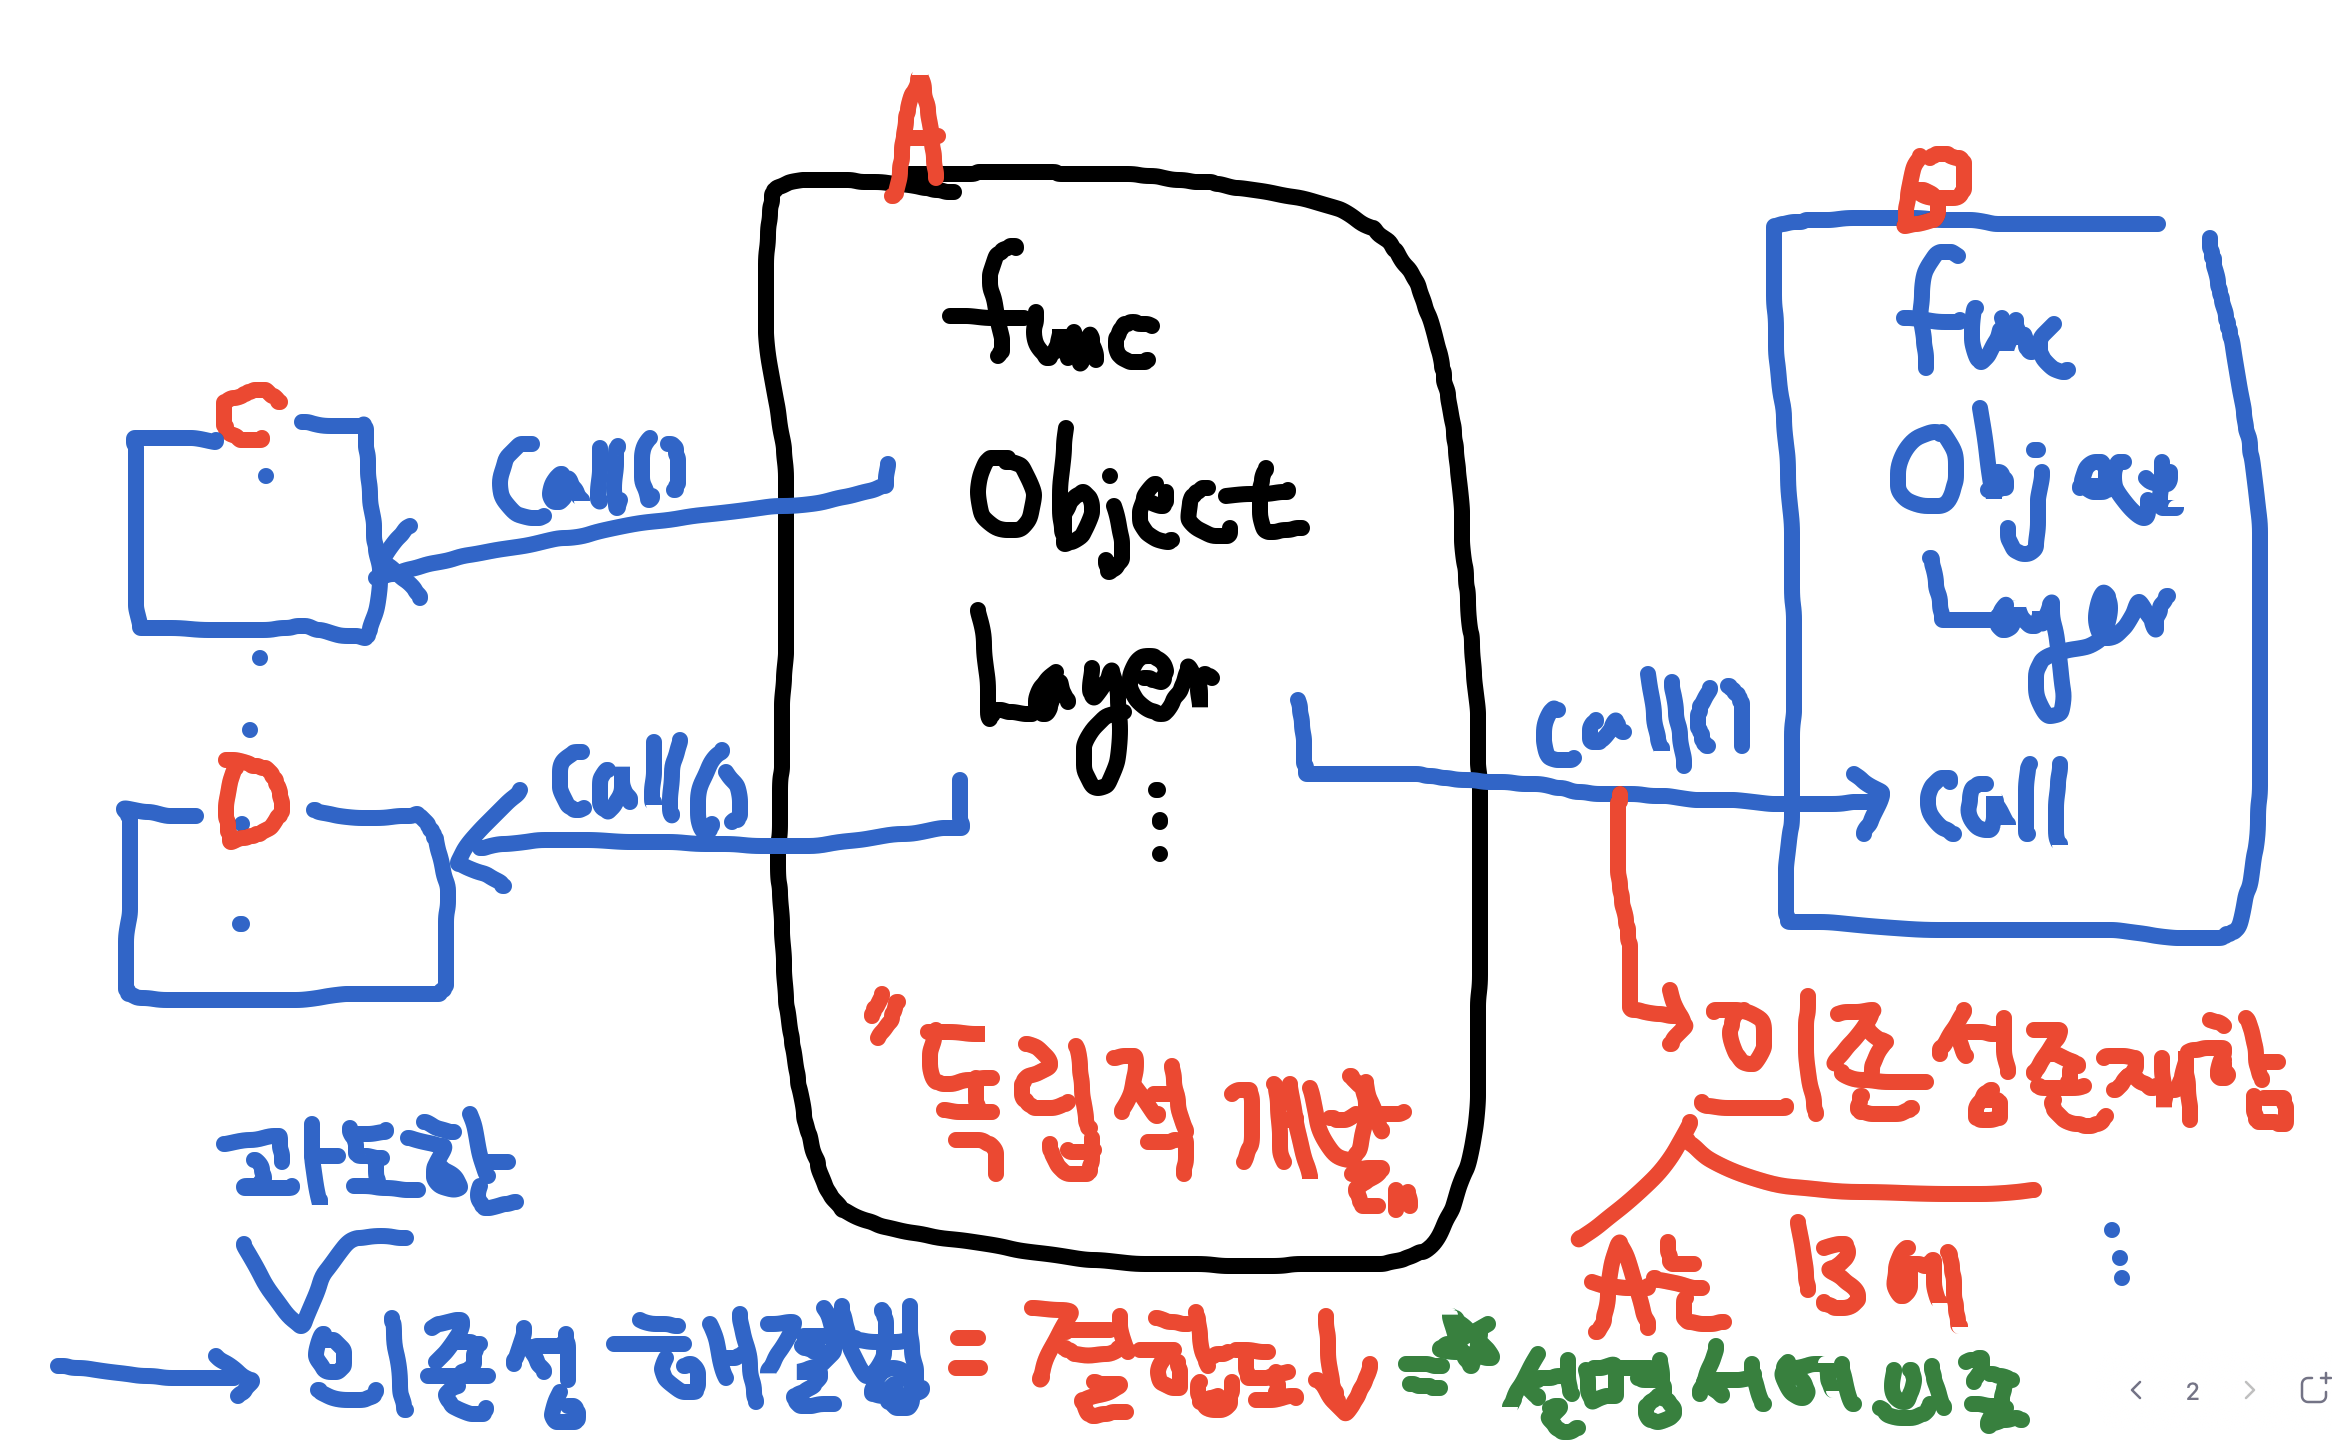 A
func
Object
Layer
"독립적 개발"
B
func
Object
Layer
call
C
call()
D
call()
call()
의존성 존재함
A는 B에
과도한
의존성 해결 방법 = 결합도↓ = * 설명서에 의존
2